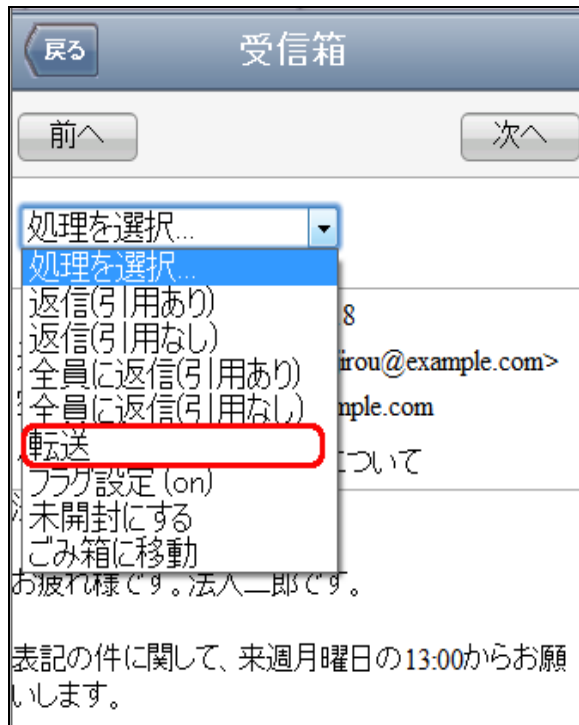 戻る
受信箱
前へ
次へ
処理を選択...
処理を選択...
返信(引用あり)
8
返信(引用なし)
irou@example.com>
全員に返信(引用あり)
全員に返信(引用なし)
mple.com
転送
について
フラグ設定 (on)
未開封にする
ごみ箱に移動
お疲れ様です。法人二郎です。
表記の件に関して、来週月曜日の13:00からお願
いします。